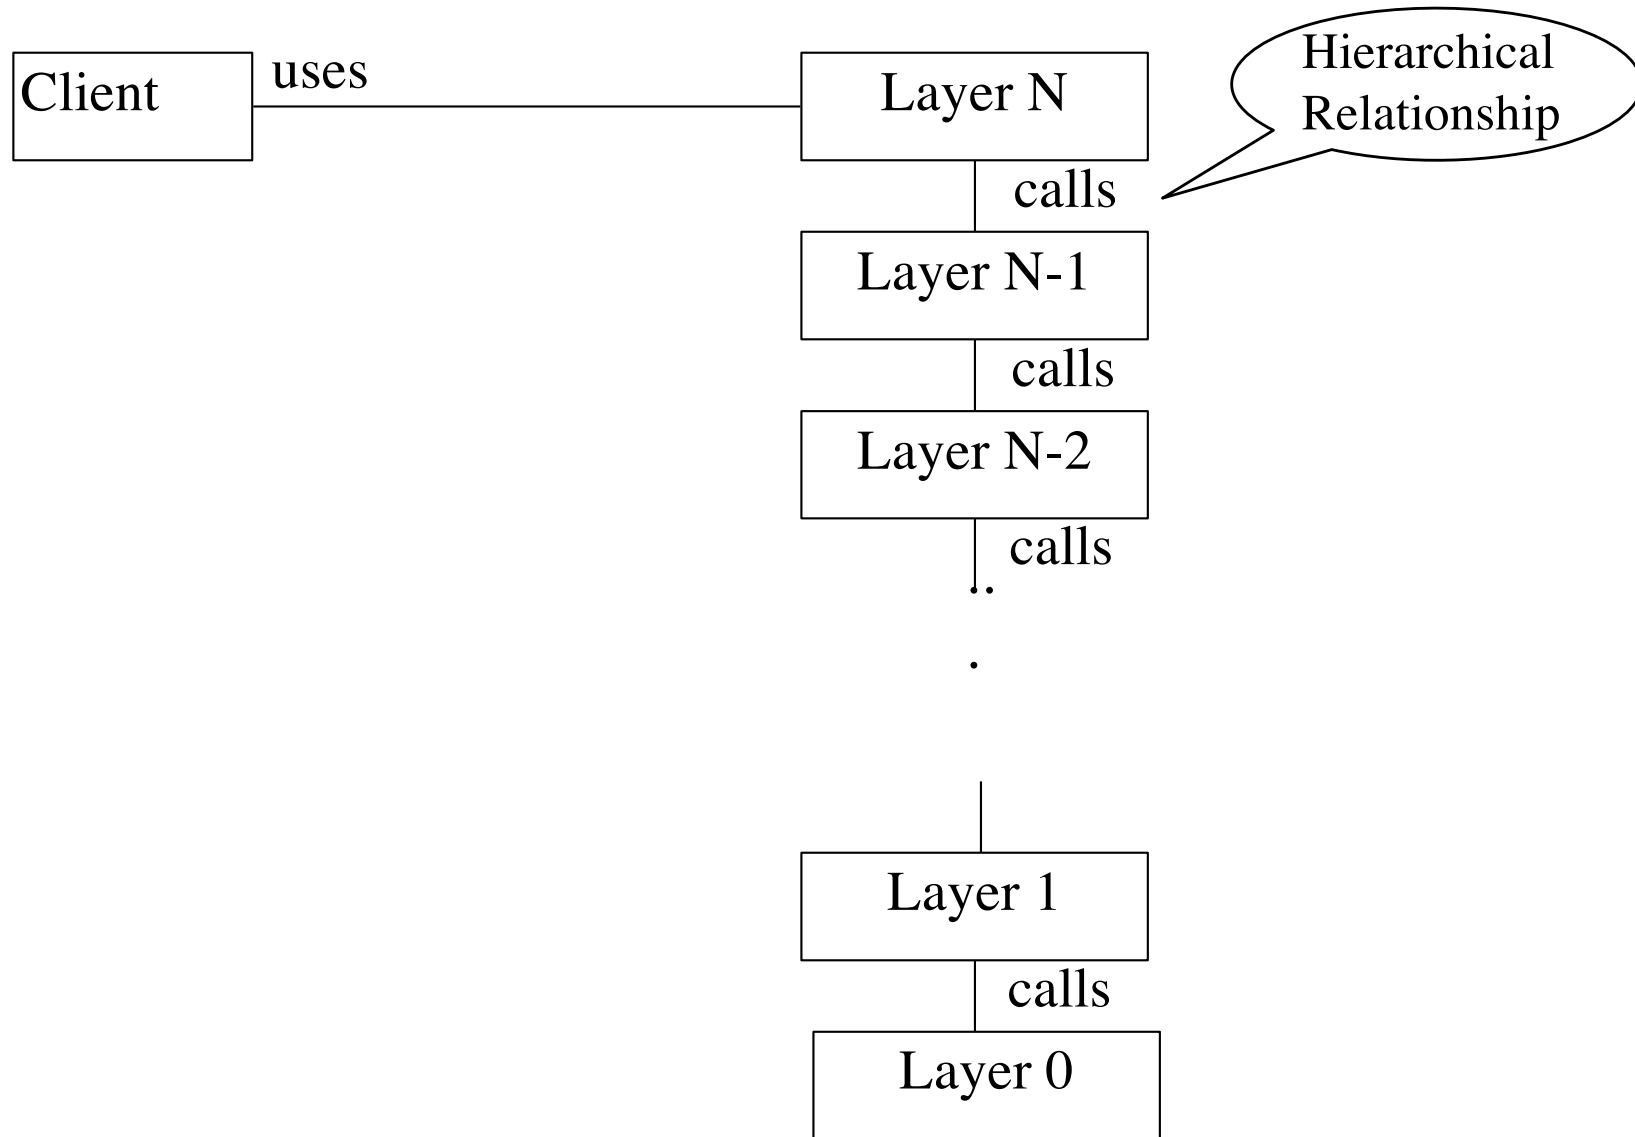 Client
uses
Layer N
Hierarchical
Relationship
calls
Layer N-1
calls
Layer N-2
calls
..
.
Layer 1
calls
Layer 0